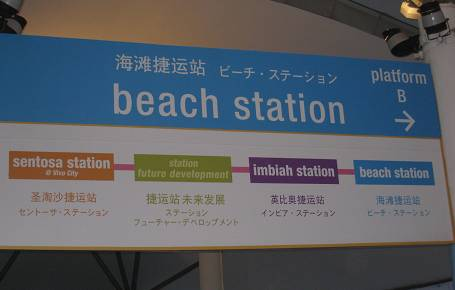 海滩捷运站 ビーチ・ステーション
beach station
platform
B
→
sentosa station
@ Vivo City
station
future development
imbiah station
beach station
圣淘沙捷运站
セントーサ・ステーション
捷运站 未来发展
ステーション
フューチャー・デベロップメント
英比奥捷运站
インビア・ステーション
海滩捷运站
ビーチ・ステーション